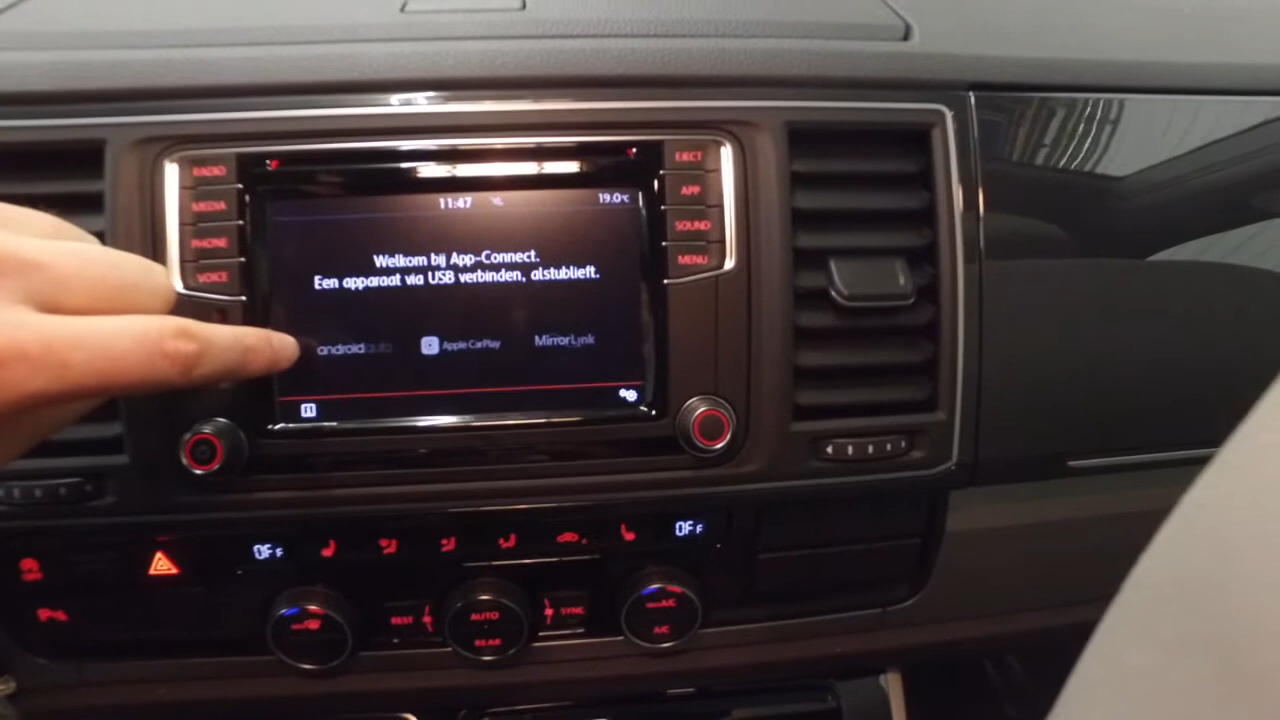 RADIO
MEDIA
PHONE
VOICE
EJECT
APP
SOUND
MENU
11:47
19.0°C
Welkom bij App-Connect.
Een apparaat via USB verbinden, alstublieft.
androidauto
Apple CarPlay
MirrorLink
OFF
OFF
REST
AUTO
REAR
SYNC
A/C